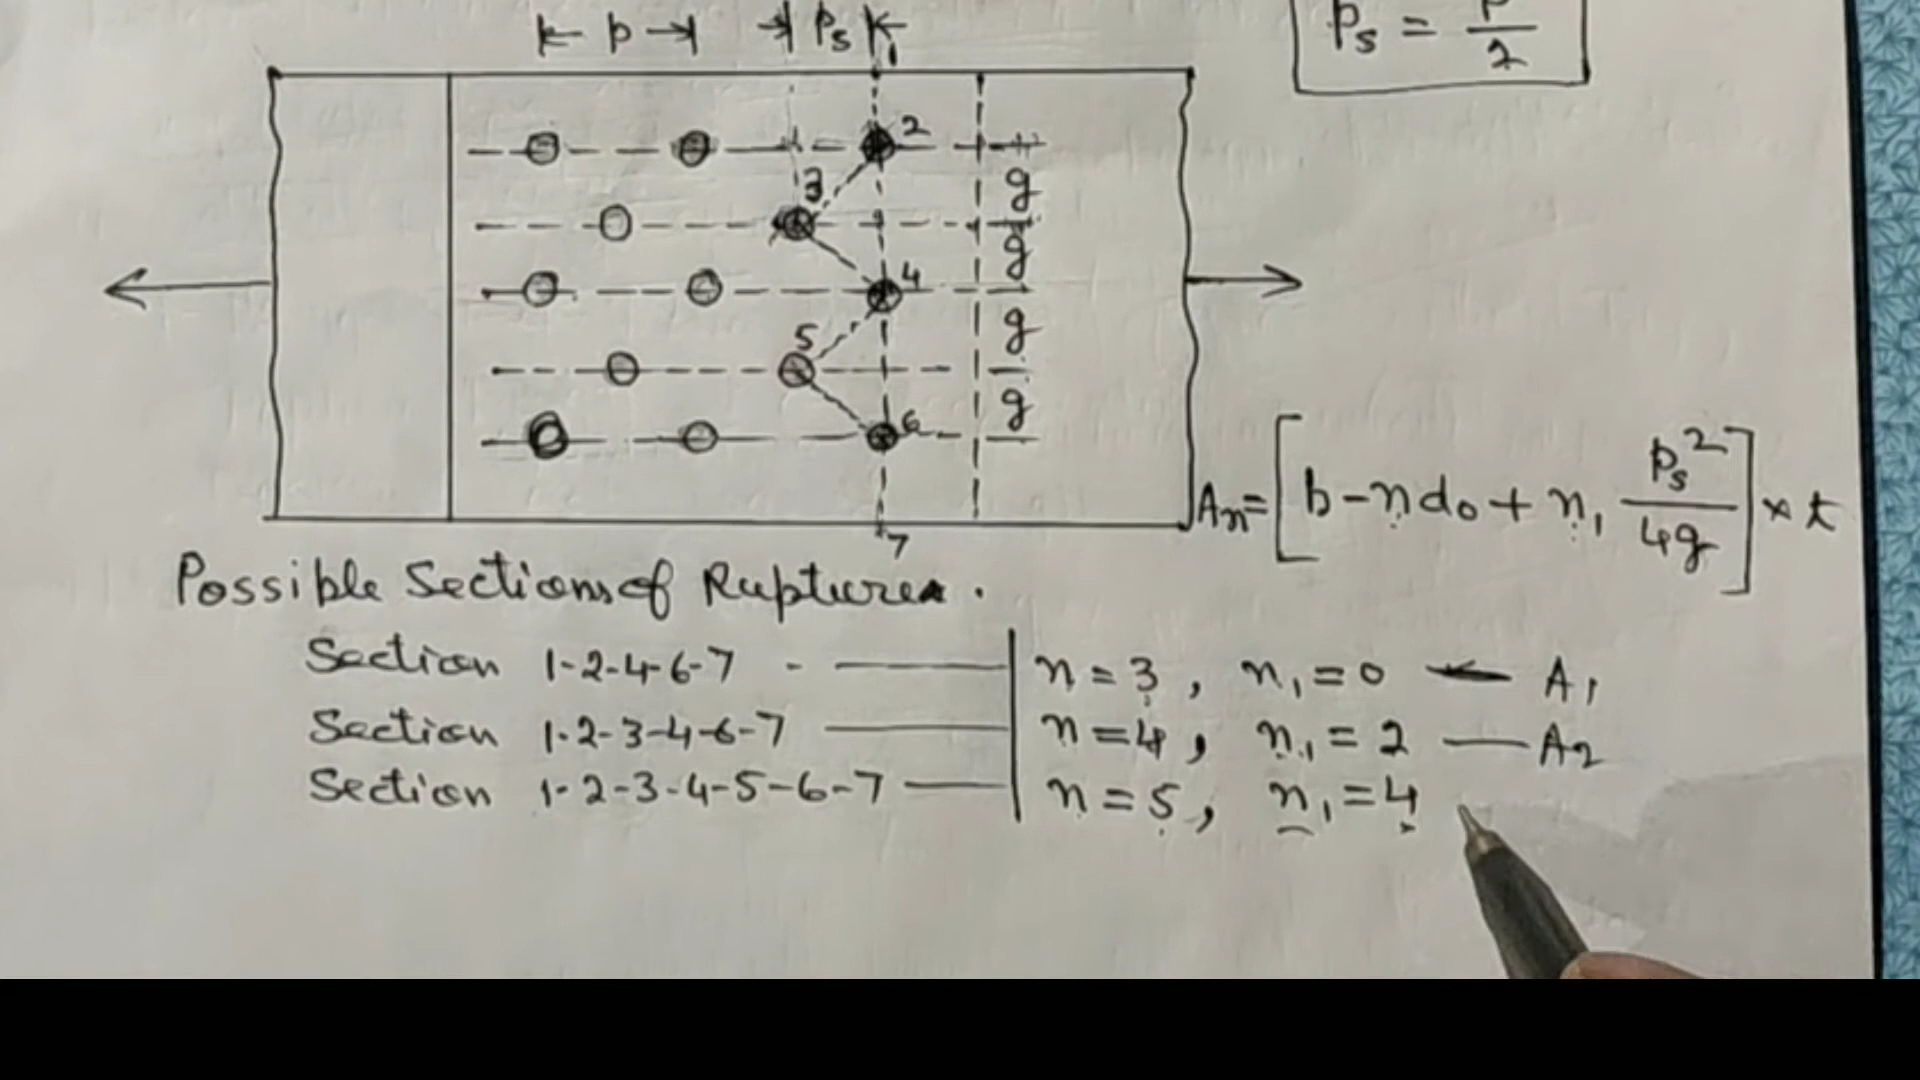 p Ps 1
Ps = P/2
2
3 g
g
4
5 g
g
6
7
An = [b - n do + n1 Ps²/4g] × t
Possible Sections of Rupture.
Section 1-2-4-6-7 - n = 3, n1 = 0 ← A1
Section 1-2-3-4-6-7 n = 4, n1 = 2 — A2
Section 1-2-3-4-5-6-7 n = 5, n1 = 4